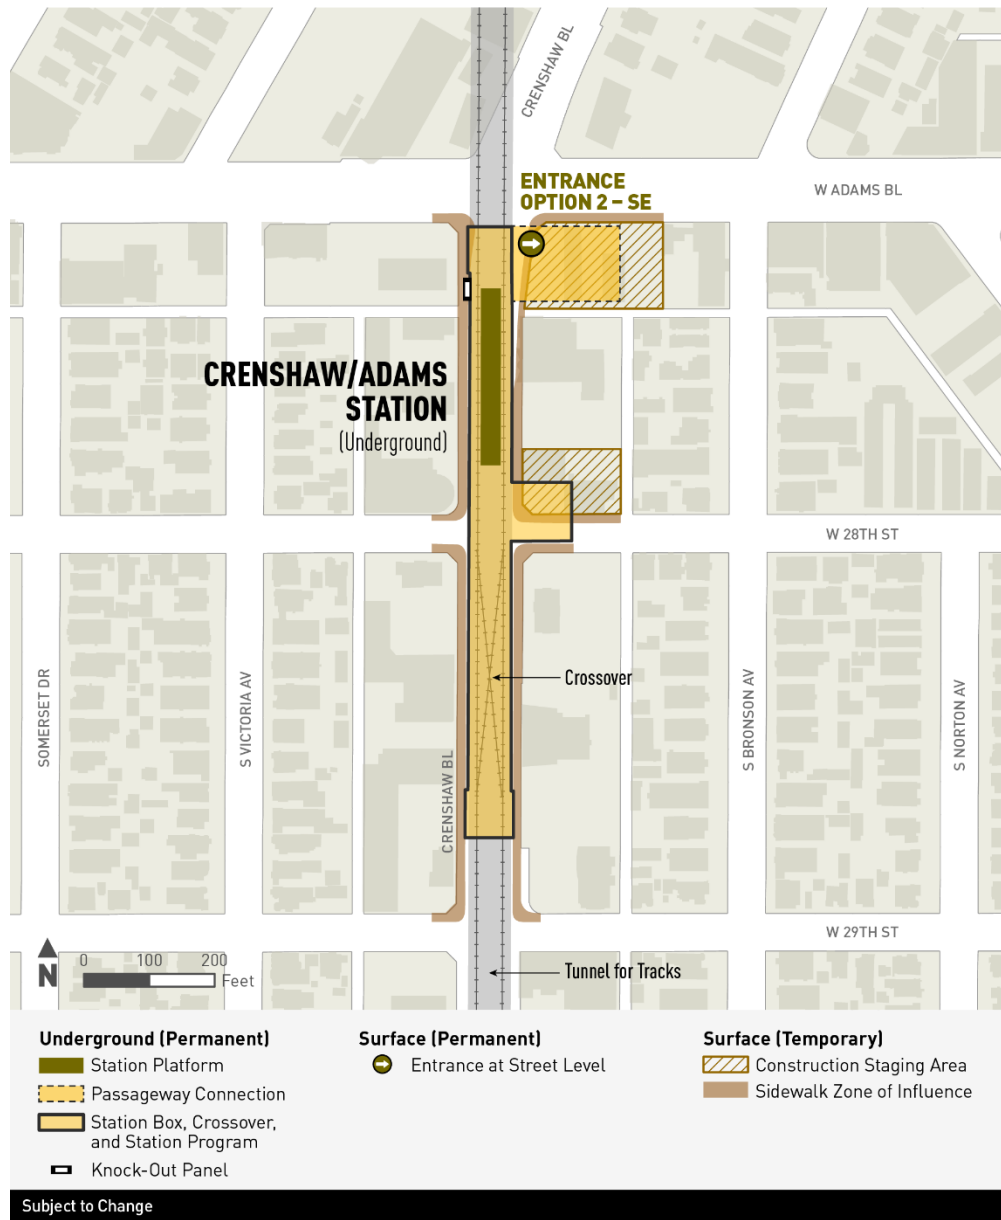 CRENSHAW BL
ENTRANCE
OPTION 2 – SE
W ADAMS BL
CRENSHAW/ADAMS
STATION
(Underground)
W 28TH ST
Crossover
SOMERSET DR
S VICTORIA AV
CRENSHAW BL
S BRONSON AV
S NORTON AV
W 29TH ST
N
0 100 200
Feet
Tunnel for Tracks
Underground (Permanent)
Station Platform
Passageway Connection
Station Box, Crossover,
and Station Program
Knock-Out Panel
Surface (Permanent)
Entrance at Street Level
Surface (Temporary)
Construction Staging Area
Sidewalk Zone of Influence
Subject to Change